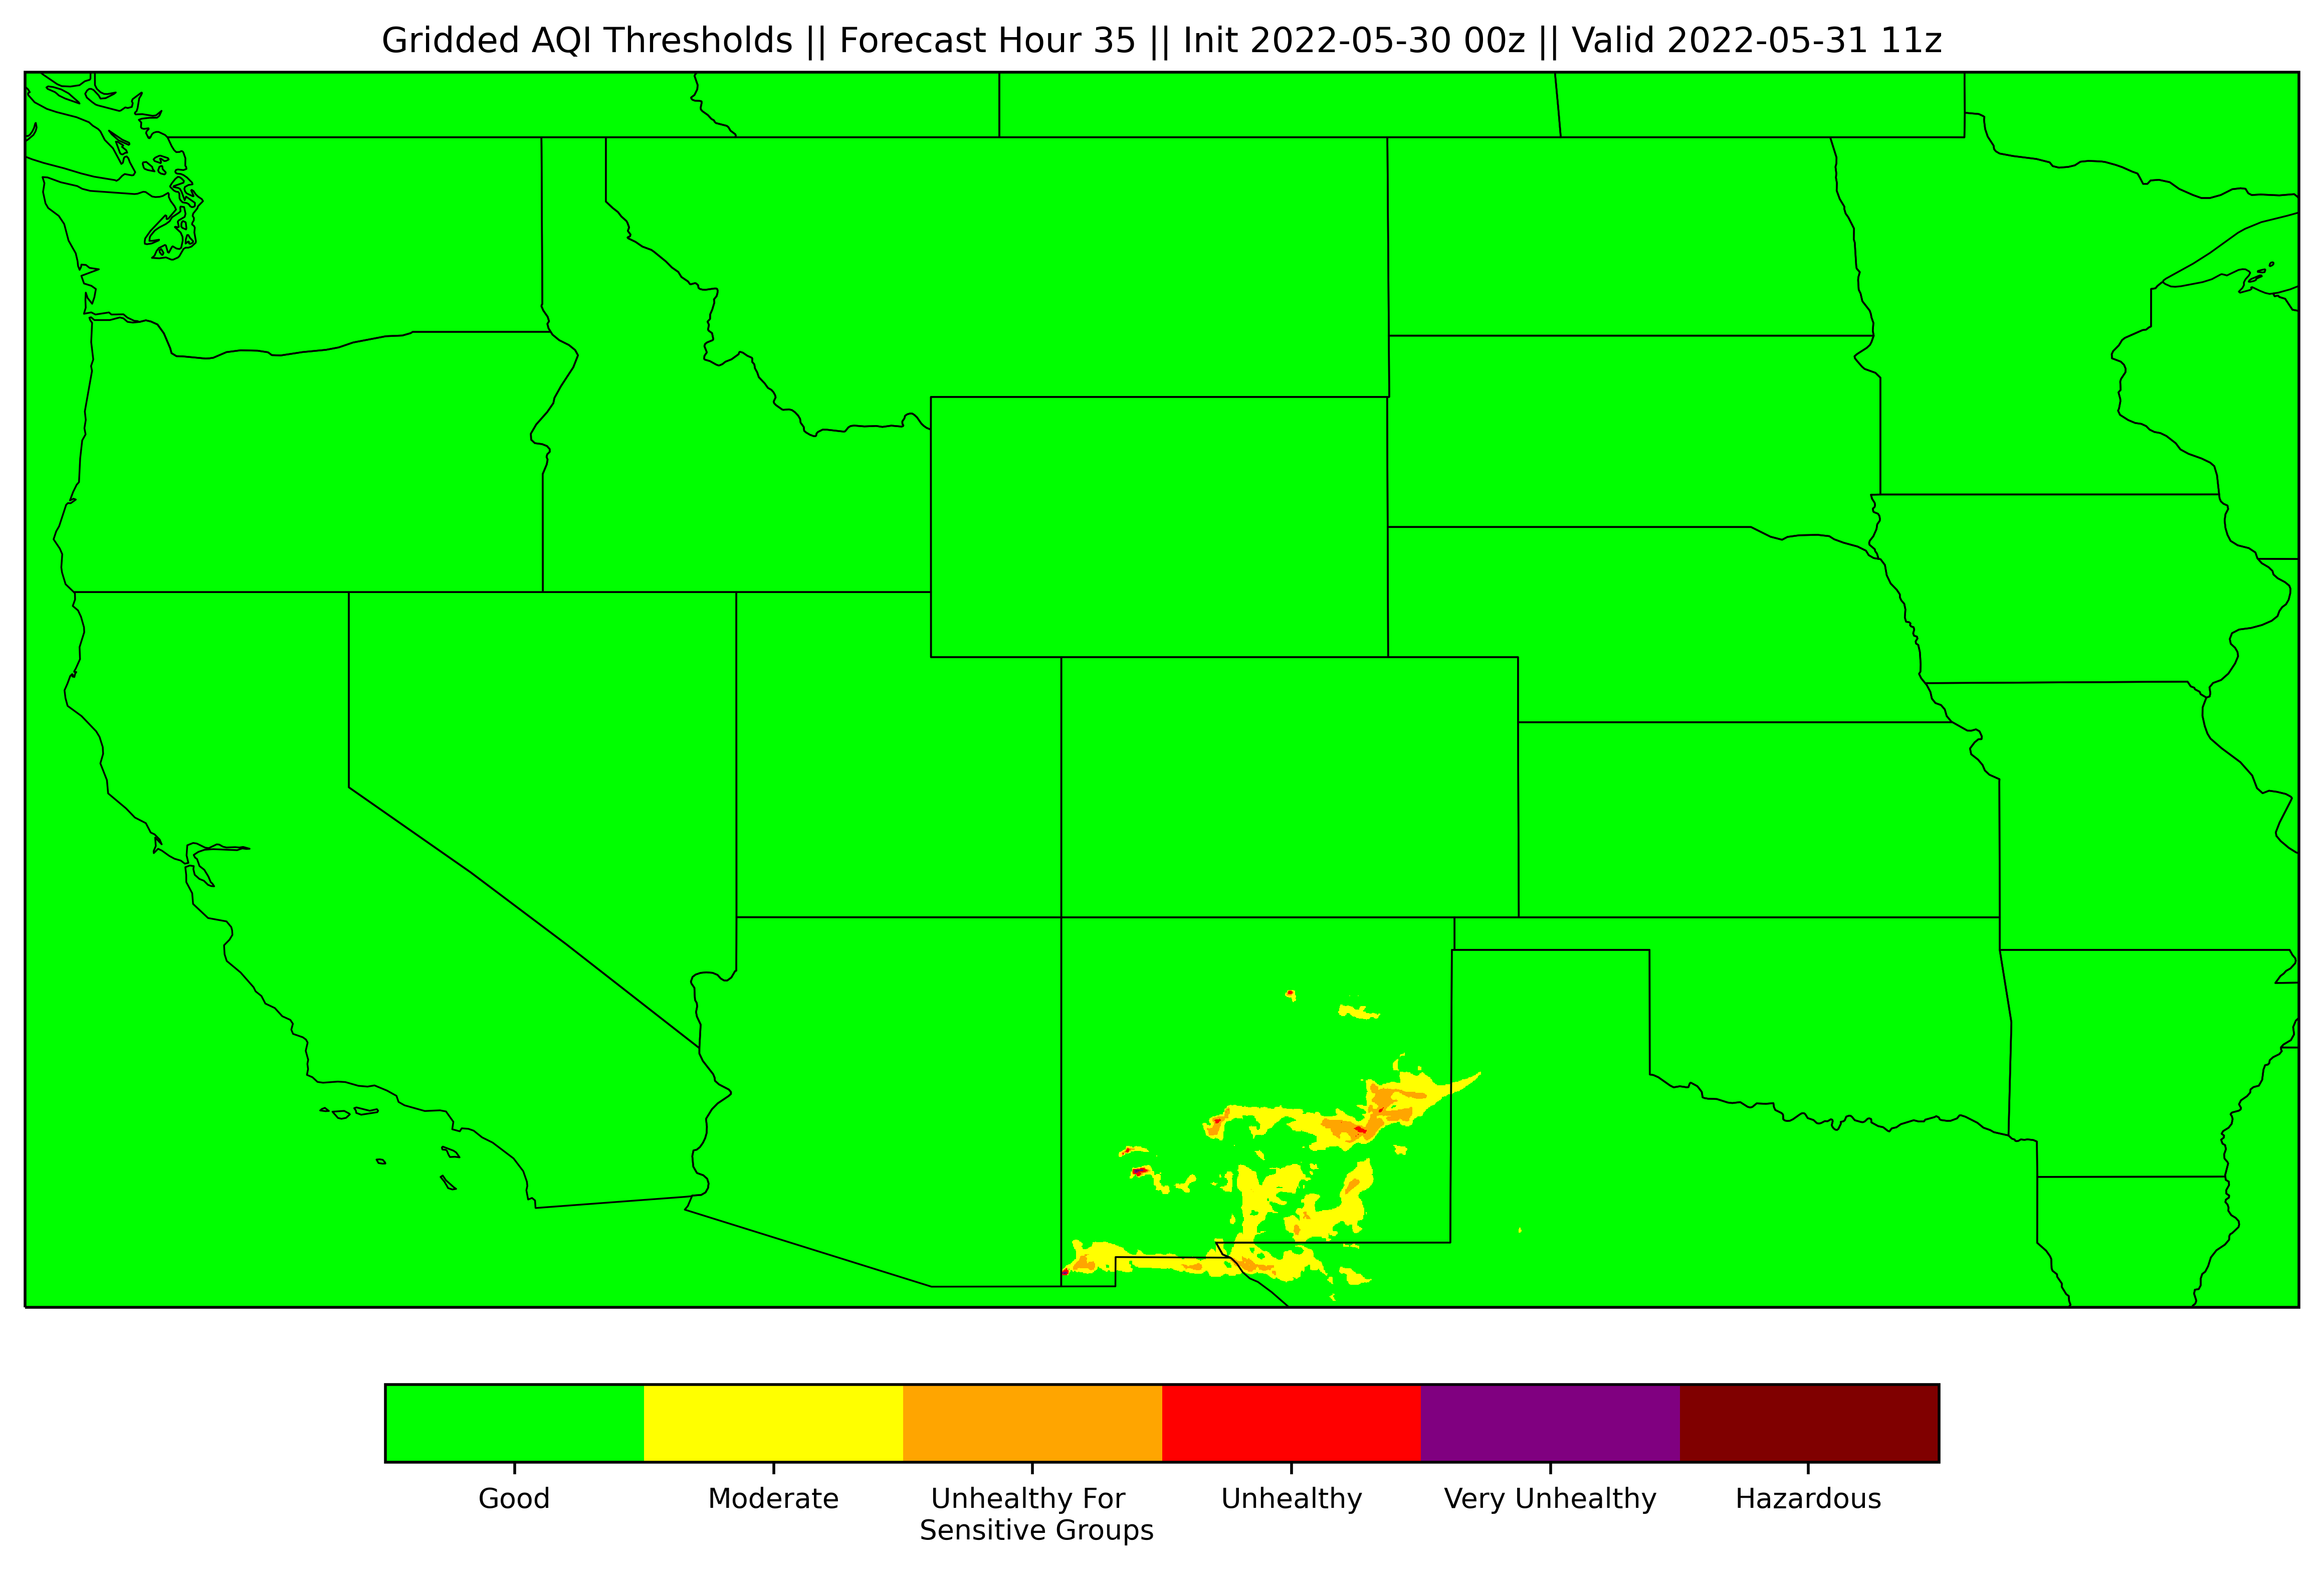 Gridded AQI Thresholds || Forecast Hour 35 || Init 2022-05-30 00z || Valid 2022-05-31 11z
Good
Moderate
Unhealthy For
Sensitive Groups
Unhealthy
Very Unhealthy
Hazardous